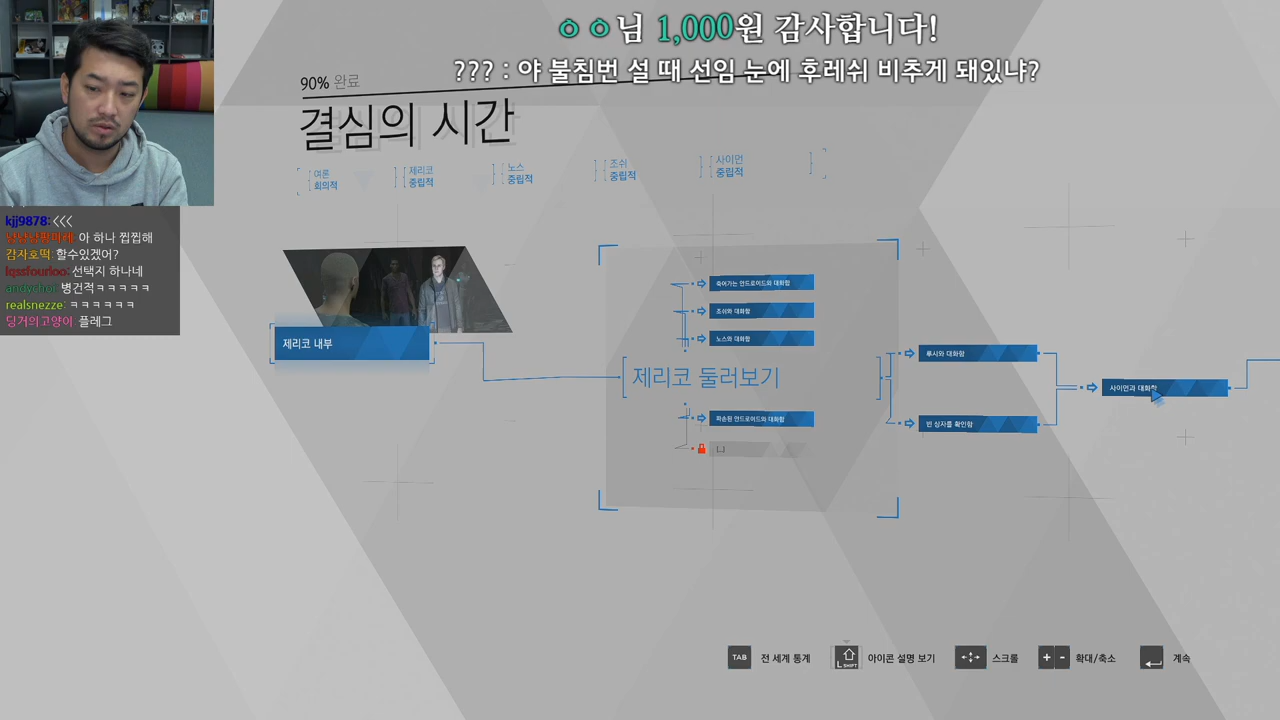 ㅇㅇ님 1,000원 감사합니다!
??? : 야 불침번 설 때 선임 눈에 후레쉬 비추게 돼있냐?
90% 완료
결심의 시간
여론
회의적
제리코
중립적
노스
중립적
조쉬
중립적
사이먼
중립적
kjj9878: <<<
아 하나 찝찝해
감자호떡: 할수있겠어?
iqssfourloo: 선택지 하나네
병건적ㅋㅋㅋㅋㅋ
realsnezze: ㅋㅋㅋㅋㅋㅋ
딩거의고양이: 플레그
제리코 내부
죽어가는 안드로이드와 대화함
조쉬와 대화함
노스와 대화함
제리코 둘러보기
파손된 안드로이드와 대화함
루시와 대화함
빈 상자를 확인함
사이먼과 대화함
TAB 전 세계 통계
L SHIFT 아이콘 설명 보기
스크롤
+ - 확대/축소
계속